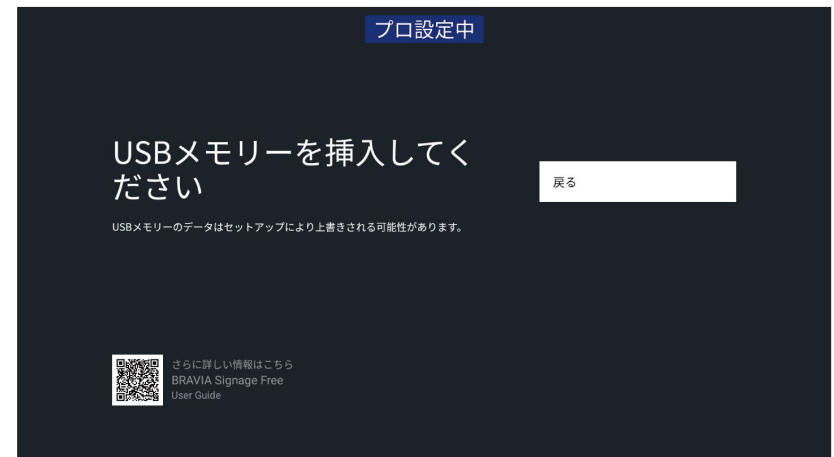 プロ設定中
USBメモリーを挿入してく
ださい
戻る
USBメモリーのデータはセットアップにより上書きされる可能性があります。
さらに詳しい情報はこちら
BRAVIA Signage Free
User Guide